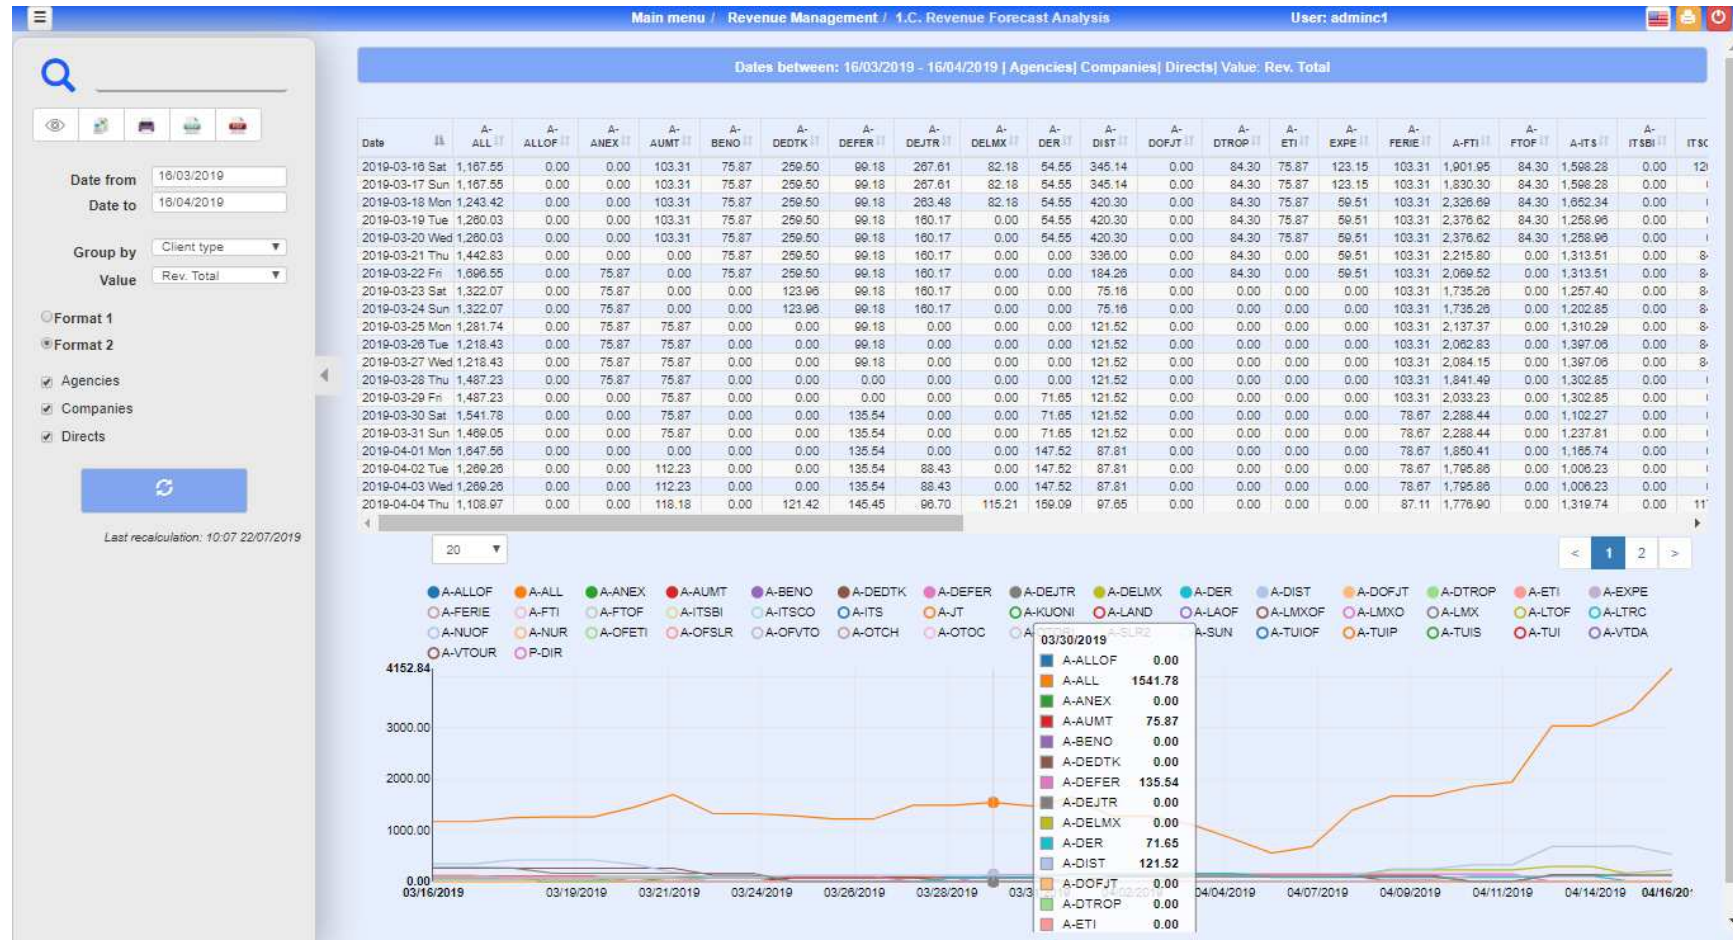 Main menu / Revenue Management / 1.C. Revenue Forecast Analysis User: adminc1
Dates between: 16/03/2019 - 16/04/2019 | Agencies| Companies| Directs| Value: Rev. Total
Date from 16/03/2019
Date to 16/04/2019
Group by Client type
Value Rev. Total
Format 1
Format 2
Agencies
Companies
Directs
Last recalculation: 10:07 22/07/2019
Date A-ALL A-ALLOF A-ANEX A-AUMT A-BENO A-DEDTK A-DEFER A-DEJTR A-DELMX A-DER A-DIST A-DOFJT A-DTROP A-ETI A-EXPE A-FERIE A-FTI A-FTOF A-ITS A-ITSBI ITSC
2019-03-16 Sat 1,167.55 0.00 0.00 103.31 75.87 259.50 99.18 267.61 82.18 54.55 345.14 0.00 84.30 75.87 123.15 103.31 1,901.95 84.30 1,598.28 0.00 12
2019-03-17 Sun 1,167.55 0.00 0.00 103.31 75.87 259.50 99.18 267.61 82.18 54.55 345.14 0.00 84.30 75.87 123.15 103.31 1,830.30 84.30 1,598.28 0.00
2019-03-18 Mon 1,243.42 0.00 0.00 103.31 75.87 259.50 99.18 263.48 82.18 54.55 420.30 0.00 84.30 75.87 59.51 103.31 2,326.69 84.30 1,652.34 0.00
2019-03-19 Tue 1,260.03 0.00 0.00 103.31 75.87 259.50 99.18 160.17 0.00 54.55 420.30 0.00 84.30 75.87 59.51 103.31 2,376.62 84.30 1,258.96 0.00
2019-03-20 Wed 1,260.03 0.00 0.00 103.31 75.87 259.50 99.18 160.17 0.00 54.55 420.30 0.00 84.30 75.87 59.51 103.31 2,376.62 84.30 1,258.96 0.00
2019-03-21 Thu 1,442.83 0.00 0.00 0.00 75.87 259.50 99.18 160.17 0.00 0.00 336.00 0.00 84.30 0.00 59.51 103.31 2,215.80 0.00 1,313.51 0.00 8
2019-03-22 Fri 1,696.55 0.00 75.87 0.00 75.87 259.50 99.18 160.17 0.00 0.00 184.26 0.00 84.30 0.00 59.51 103.31 2,069.52 0.00 1,313.51 0.00 8
2019-03-23 Sat 1,322.07 0.00 75.87 0.00 0.00 123.96 99.18 160.17 0.00 0.00 75.16 0.00 0.00 0.00 0.00 103.31 1,735.26 0.00 1,257.40 0.00 8
2019-03-24 Sun 1,322.07 0.00 75.87 0.00 0.00 123.96 99.18 160.17 0.00 0.00 75.16 0.00 0.00 0.00 0.00 103.31 1,735.26 0.00 1,202.85 0.00 8
2019-03-25 Mon 1,281.74 0.00 75.87 75.87 0.00 0.00 99.18 0.00 0.00 0.00 121.52 0.00 0.00 0.00 0.00 103.31 2,137.37 0.00 1,310.29 0.00 8
2019-03-26 Tue 1,218.43 0.00 75.87 75.87 0.00 0.00 99.18 0.00 0.00 0.00 121.52 0.00 0.00 0.00 0.00 103.31 2,062.83 0.00 1,397.06 0.00 8
2019-03-27 Wed 1,218.43 0.00 75.87 75.87 0.00 0.00 99.18 0.00 0.00 0.00 121.52 0.00 0.00 0.00 0.00 103.31 2,084.15 0.00 1,397.06 0.00 8
2019-03-28 Thu 1,487.23 0.00 75.87 75.87 0.00 0.00 0.00 0.00 0.00 0.00 121.52 0.00 0.00 0.00 0.00 103.31 1,841.49 0.00 1,302.85 0.00
2019-03-29 Fri 1,487.23 0.00 0.00 75.87 0.00 0.00 0.00 0.00 0.00 71.65 121.52 0.00 0.00 0.00 0.00 103.31 2,033.23 0.00 1,302.85 0.00
2019-03-30 Sat 1,541.78 0.00 0.00 75.87 0.00 0.00 135.54 0.00 0.00 71.65 121.52 0.00 0.00 0.00 0.00 78.67 2,288.44 0.00 1,102.27 0.00
2019-03-31 Sun 1,469.05 0.00 0.00 75.87 0.00 0.00 135.54 0.00 0.00 71.65 121.52 0.00 0.00 0.00 0.00 78.67 2,288.44 0.00 1,237.81 0.00
2019-04-01 Mon 1,647.56 0.00 0.00 0.00 0.00 0.00 135.54 0.00 0.00 147.52 87.81 0.00 0.00 0.00 0.00 78.67 1,850.41 0.00 1,165.74 0.00
2019-04-02 Tue 1,269.26 0.00 0.00 112.23 0.00 0.00 135.54 88.43 0.00 147.52 87.81 0.00 0.00 0.00 0.00 78.67 1,795.86 0.00 1,006.23 0.00
2019-04-03 Wed 1,269.26 0.00 0.00 112.23 0.00 0.00 135.54 88.43 0.00 147.52 87.81 0.00 0.00 0.00 0.00 78.67 1,795.86 0.00 1,006.23 0.00
2019-04-04 Thu 1,108.97 0.00 0.00 118.18 0.00 121.42 145.45 96.70 115.21 159.09 97.65 0.00 0.00 0.00 0.00 87.11 1,776.90 0.00 1,319.74 0.00 11
20 < 1 2 >
A-ALLOF A-ALL A-ANEX A-AUMT A-BENO A-DEDTK A-DEFER A-DEJTR A-DELMX A-DER A-DIST A-DOFJT A-DTROP A-ETI A-EXPE
A-FERIE A-FTI A-FTOF A-ITSBI A-ITSCO A-ITS A-JT A-KUONI A-LAND A-LAOF A-LMXOF A-LMXO A-LMX A-LTOF A-LTRC
A-NUOF A-NUR A-OFETI A-OFSLR A-OFVTO A-OTCH A-OTOC A-SLR2 A-SUN A-TUIOF A-TUIP A-TUIS A-TUI A-VTDA
A-VTOUR P-DIR
03/30/2019
A-ALLOF 0.00
A-ALL 1541.78
A-ANEX 0.00
A-AUMT 75.87
A-BENO 0.00
A-DEDTK 0.00
A-DEFER 135.54
A-DEJTR 0.00
A-DELMX 0.00
A-DER 71.65
A-DIST 121.52
A-DOFJT 0.00
A-DTROP 0.00
A-ETI 0.00
4152.84
3000.00
2000.00
1000.00
0.00
03/16/2019 03/19/2019 03/21/2019 03/24/2019 03/26/2019 03/28/2019 03/3 04/02/2019 04/04/2019 04/07/2019 04/09/2019 04/11/2019 04/14/2019 04/16/20